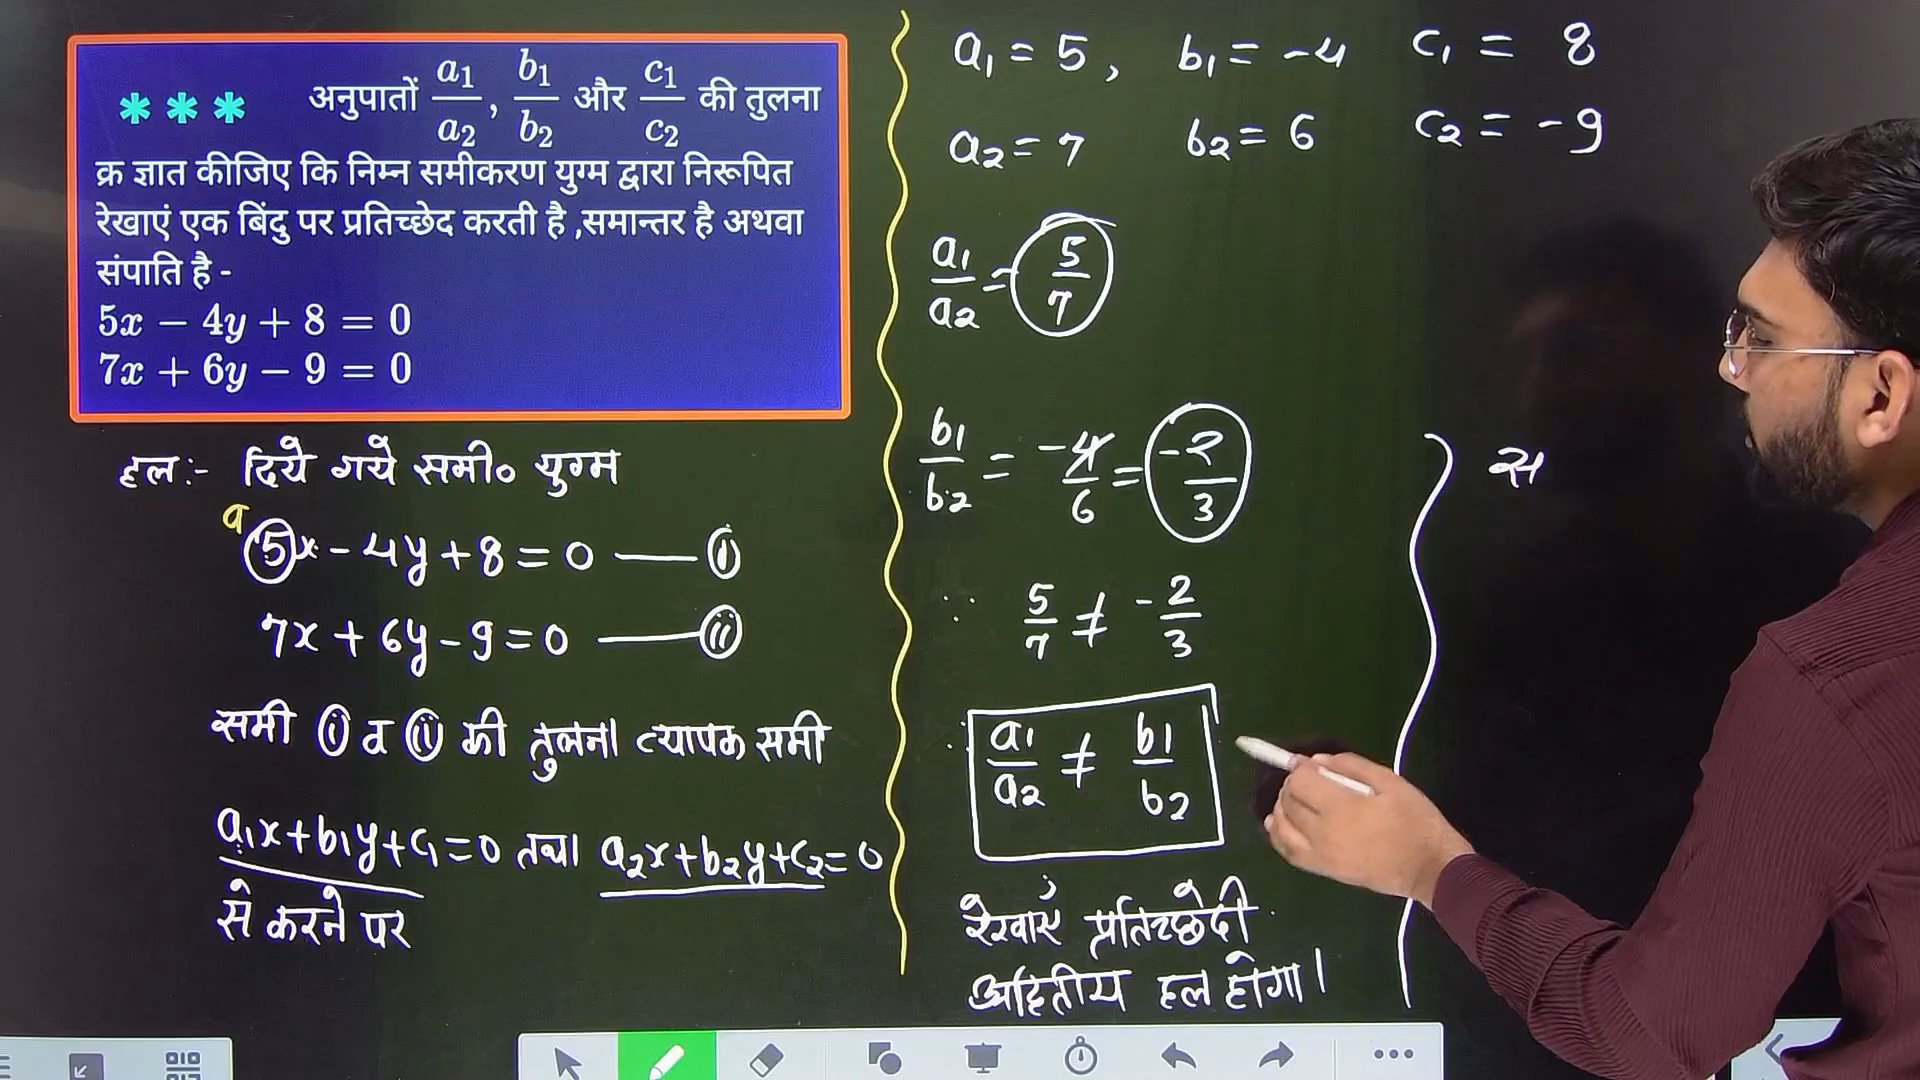 *** अनुपातों a₁/a₂, b₁/b₂ और c₁/c₂ की तुलना
क्र ज्ञात कीजिए कि निम्न समीकरण युग्म द्वारा निरूपित
रेखाएं एक बिंदु पर प्रतिच्छेद करती है ,समान्तर है अथवा
संपाति है -
5x − 4y + 8 = 0
7x + 6y − 9 = 0
हल:- दिये गये समी० युग्म
a
5x - 4y + 8 = 0 —— (i)
7x + 6y - 9 = 0 —— (ii)
समी (i) व (ii) की तुलना व्यापक समी
a₁x + b₁y + c₁ = 0 तथा a₂x + b₂y + c₂ = 0
से करने पर
a₁ = 5, b₁ = -4 c₁ = 8
a₂ = 7 b₂ = 6 c₂ = -9
a₁/a₂ = 5/7
b₁/b₂ = -4/6 = -2/3
∵ 5/7 ≠ -2/3
∴ a₁/a₂ ≠ b₁/b₂
रेखाएं प्रतिच्छेदी
अद्वितीय हल होगा।
स